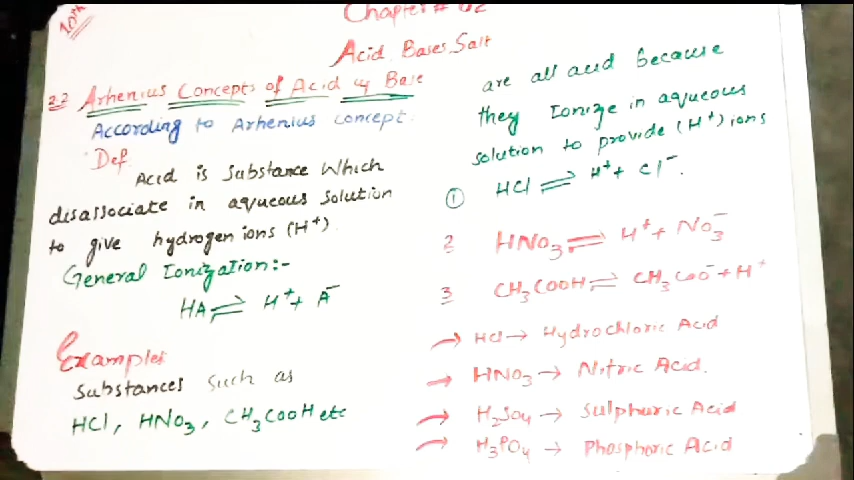 10th
Chapter # 02
Acid, Bases, Salt
2.2 Arhenius Concepts of Acid & Base
According to Arhenius concept.
Def
Acid is Substance Which
disassociate in aqueous solution
to give hydrogen ions (H⁺)
General Ionization:-
HA ⇌ H⁺ + A⁻
Examples
Substances such as
HCl, HNO₃, CH₃COOH etc
are all acid because
they Ionize in aqueous
solution to provide (H⁺) ions
① HCl ⇌ H⁺ + Cl⁻.
2 HNO₃ ⇌ H⁺ + NO₃⁻
3 CH₃COOH ⇌ CH₃COO⁻ + H⁺
→ HCl → Hydrochloric Acid
→ HNO₃ → Nitric Acid.
→ H₂SO₄ → Sulphuric Acid
→ H₃PO₄ → Phosphoric Acid